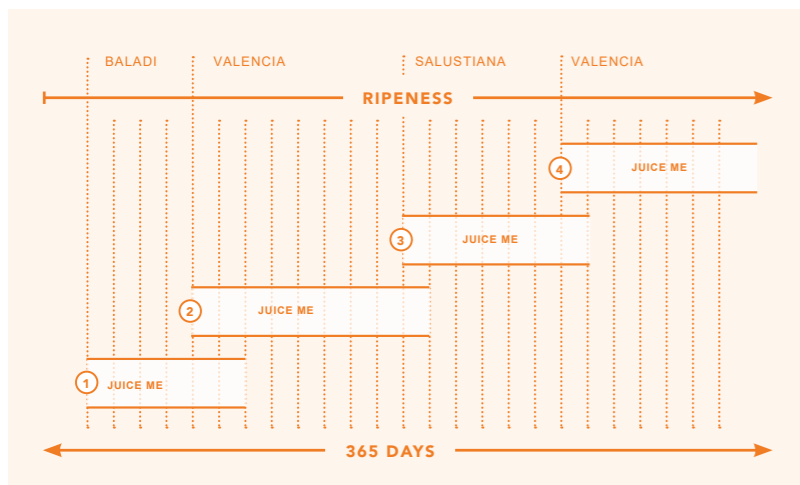 BALADI VALENCIA SALUSTIANA VALENCIA
RIPENESS
4 JUICE ME
3 JUICE ME
2 JUICE ME
1 JUICE ME
365 DAYS